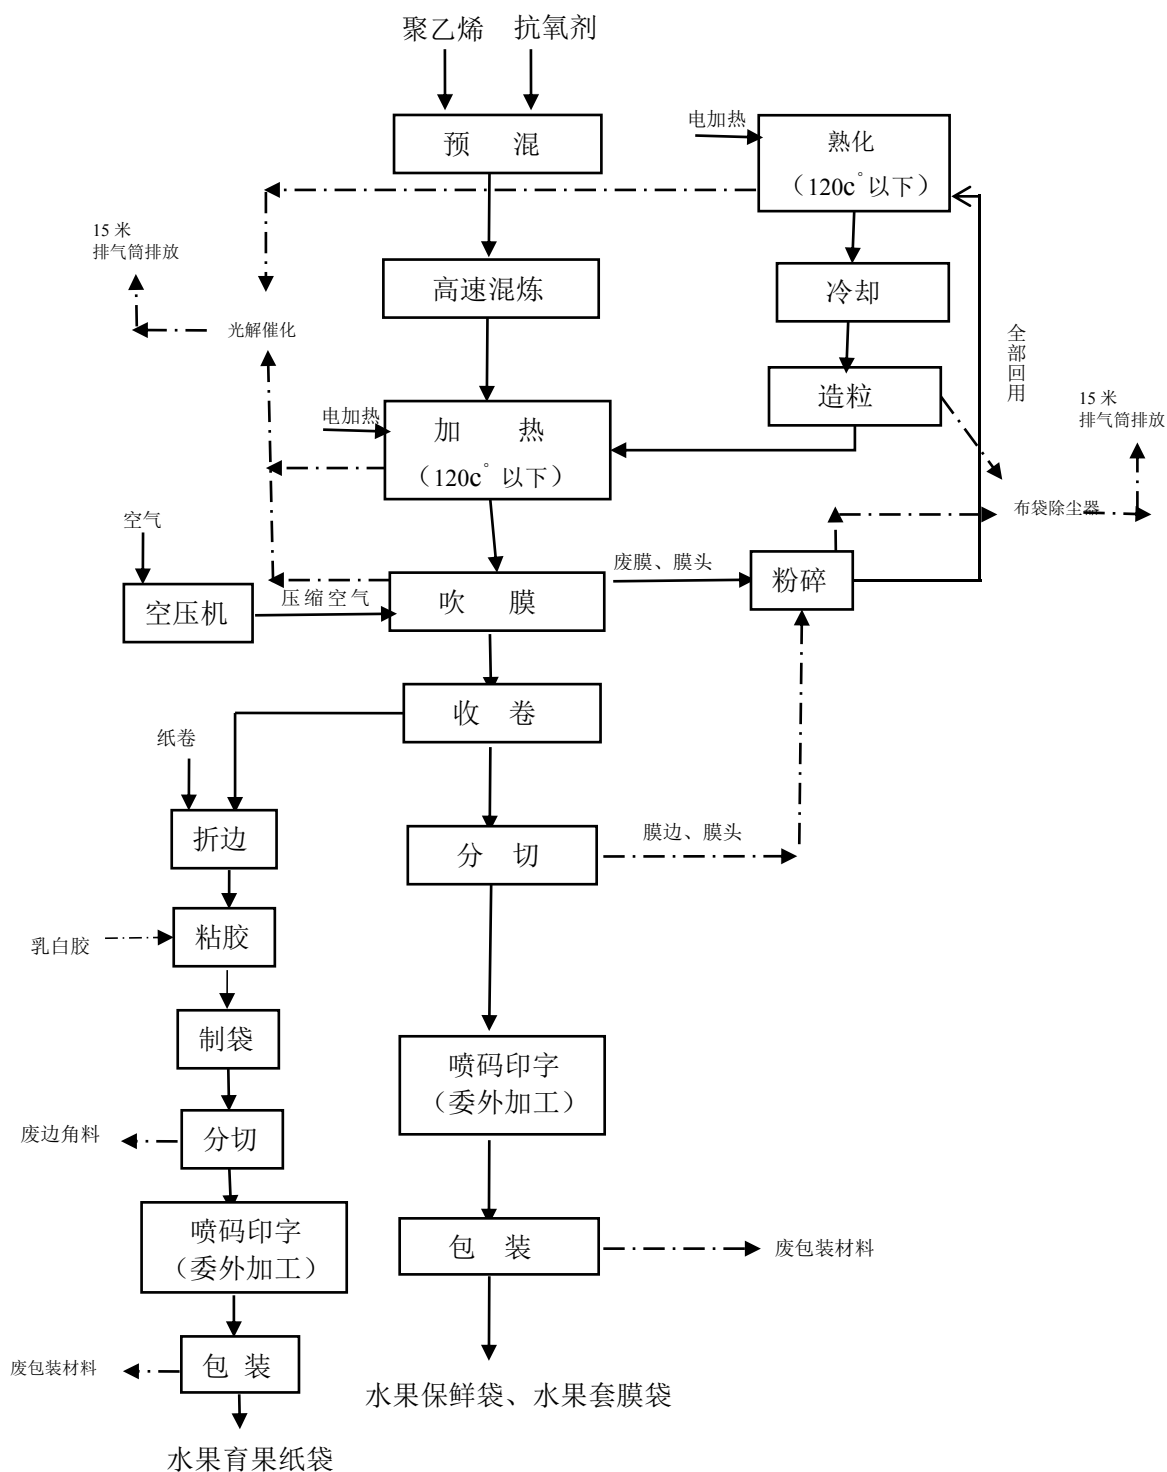 聚乙烯 抗氧剂
预 混
电加热
熟化
（120c°以下）
15 米
排气筒排放
高速混炼
冷却
光解催化
全部回用
造粒
15 米
排气筒排放
电加热
加 热
（120c°以下）
空气
布袋除尘器
废膜、膜头
粉碎
空压机
压缩空气
吹 膜
收 卷
纸卷
折边
分 切
膜边、膜头
乳白胶
粘胶
制袋
喷码印字
（委外加工）
废边角料
分切
喷码印字
（委外加工）
包 装
废包装材料
废包装材料
包 装
水果保鲜袋、水果套膜袋
水果育果纸袋